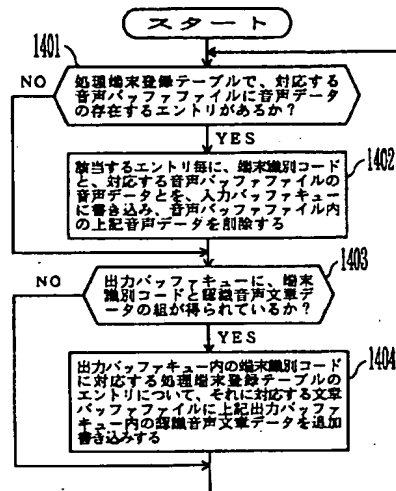 スタート
1401
NO
処理端末登録テーブルで、対応する
音声バッファファイルに音声データ
の存在するエントリがあるか？
YES
1402
該当するエントリ毎に、端末識別コード
と、対応する音声バッファファイルの
音声データとを、入力バッファキュー
に書き込み、音声バッファファイル内
の上記音声データを削除する
1403
NO
出力バッファキューに、端末
識別コードと認識音声文章デ
ータの組が得られているか？
YES
1404
出力バッファキュー内の端末識別コード
に対応する処理端末登録テーブルの
エントリについて、それに対応する文章
バッファファイルに上記出力バッファ
キュー内の認識音声文章データを追加
書き込みする